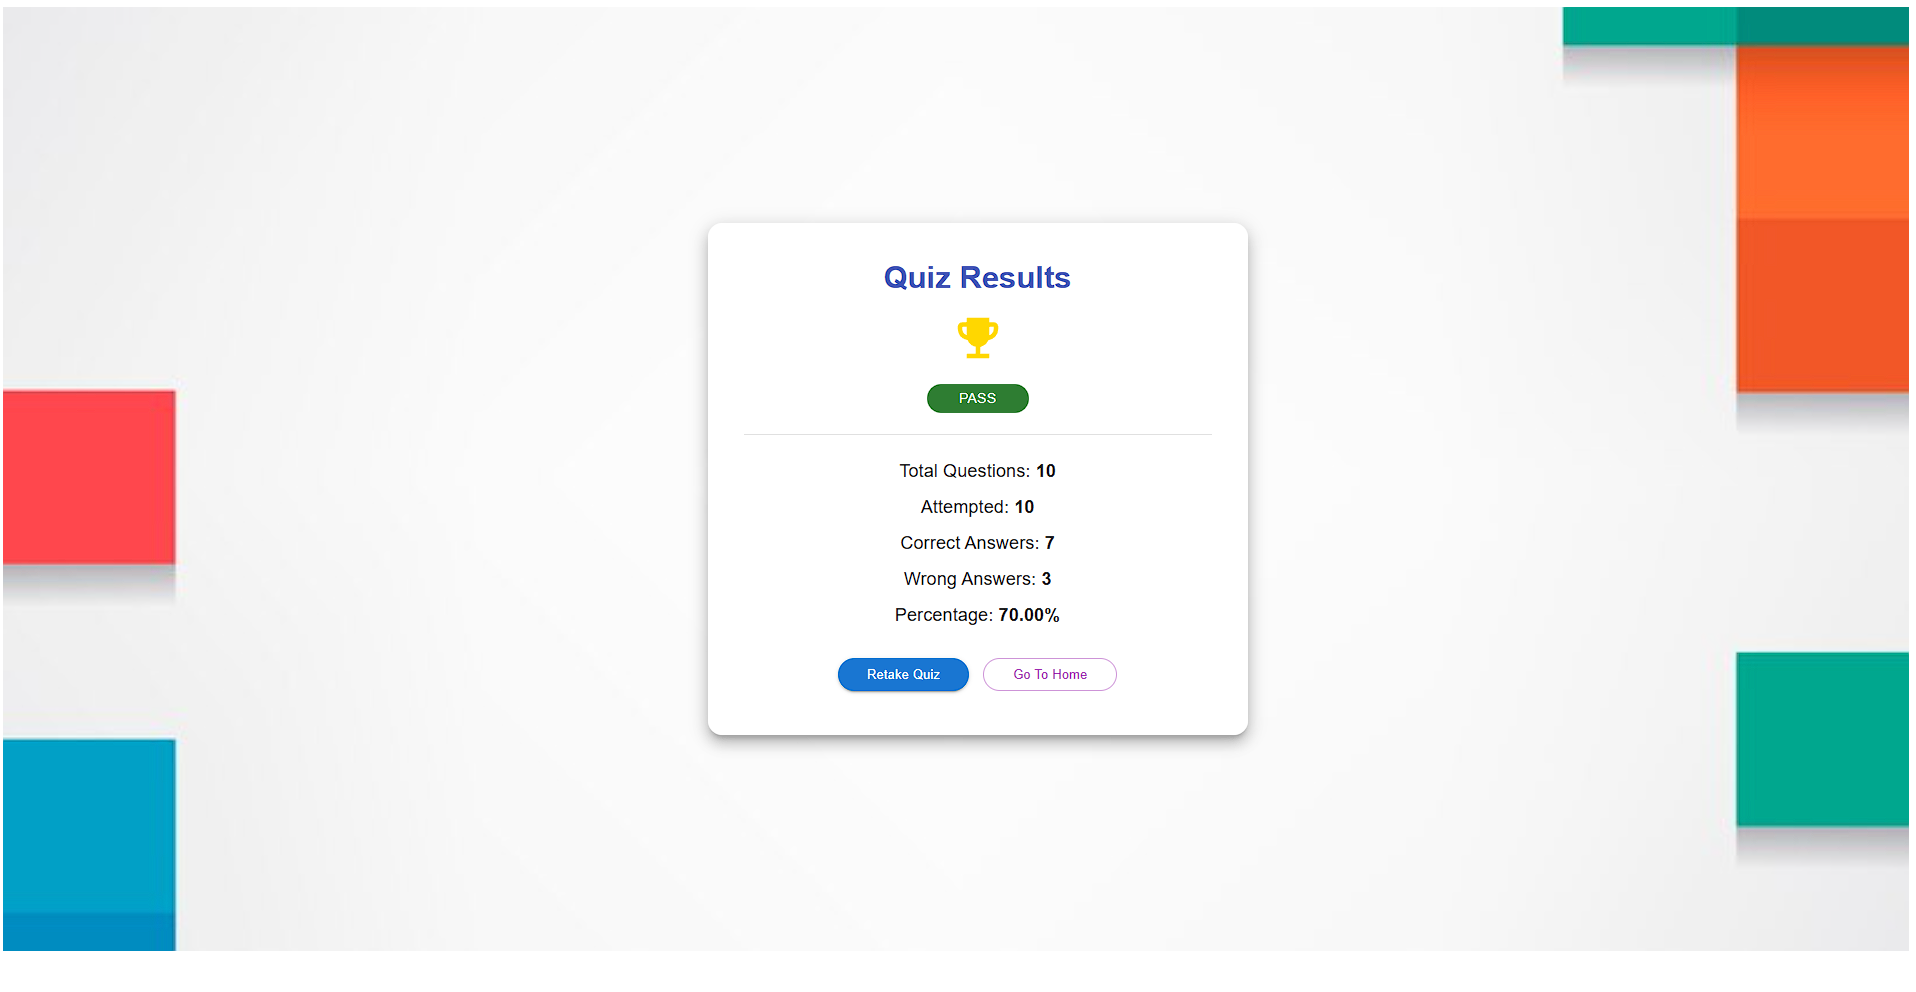 Quiz Results
PASS
Total Questions: 10
Attempted: 10
Correct Answers: 7
Wrong Answers: 3
Percentage: 70.00%
Retake Quiz Go To Home